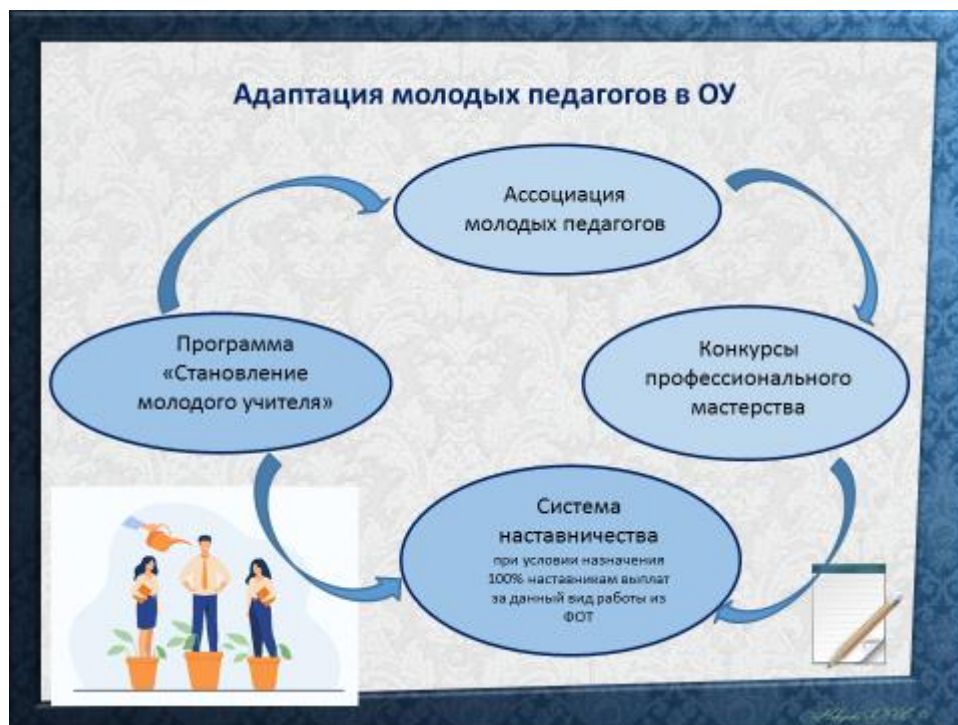 Адаптация молодых педагогов в ОУ
Ассоциация
молодых педагогов
Программа
«Становление
молодого учителя»
Конкурсы
профессионального
мастерства
Система
наставничества
при условии назначения
100% наставникам выплат
за данный вид работы из
ФОТ